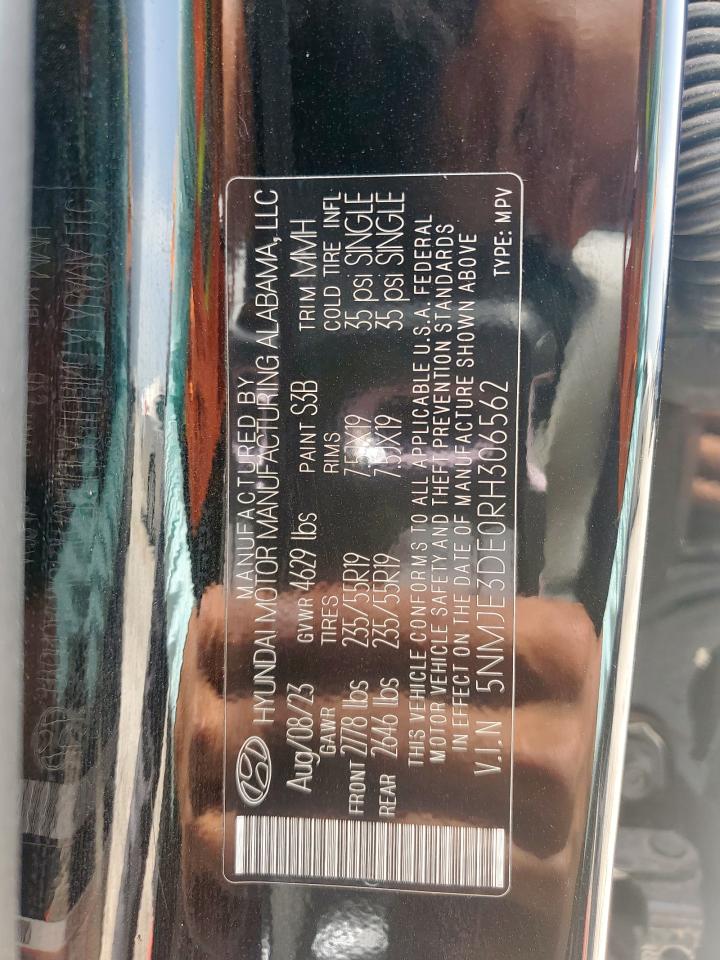 MANUFACTURED BY
HYUNDAI MOTOR MANUFACTURING ALABAMA, LLC
Aug/08/23 GVWR 4629 lbs PAINT S3B TRIM MMH
GAWR TIRES RIMS COLD TIRE INFL
FRONT 2778 lbs 235/55R19 7.5JX19 35 psi SINGLE
REAR 2646 lbs 235/55R19 7.5JX19 35 psi SINGLE
THIS VEHICLE CONFORMS TO ALL APPLICABLE U.S.A. FEDERAL
MOTOR VEHICLE SAFETY AND THEFT PREVENTION STANDARDS
IN EFFECT ON THE DATE OF MANUFACTURE SHOWN ABOVE
V.I.N 5NMJE3DE0RH306562 TYPE: MPV